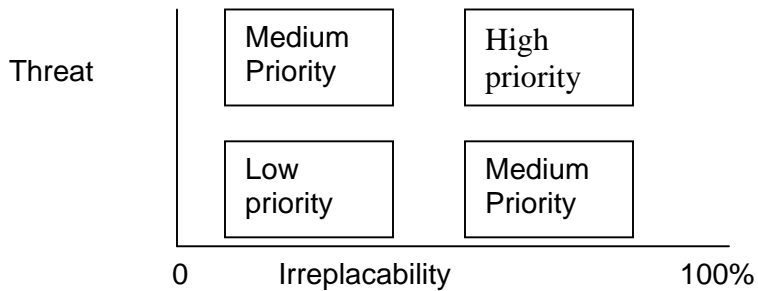 Medium
Priority
High
priority
Threat
Low
priority
Medium
Priority
0 Irreplacability 100%